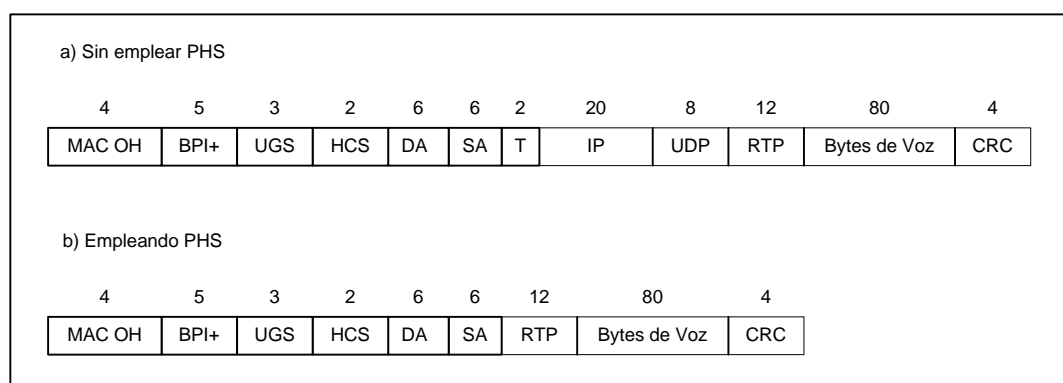 a) Sin emplear PHS
4 5 3 2 6 6 2 20 8 12 80 4
MAC OH BPI+ UGS HCS DA SA T IP UDP RTP Bytes de Voz CRC
b) Empleando PHS
4 5 3 2 6 6 12 80 4
MAC OH BPI+ UGS HCS DA SA RTP Bytes de Voz CRC